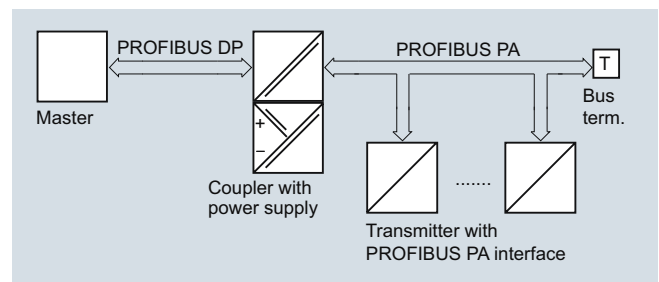 PROFIBUS DP
PROFIBUS PA
T
Master
Bus
term.
+
–
Coupler with
power supply
.......
Transmitter with
PROFIBUS PA interface